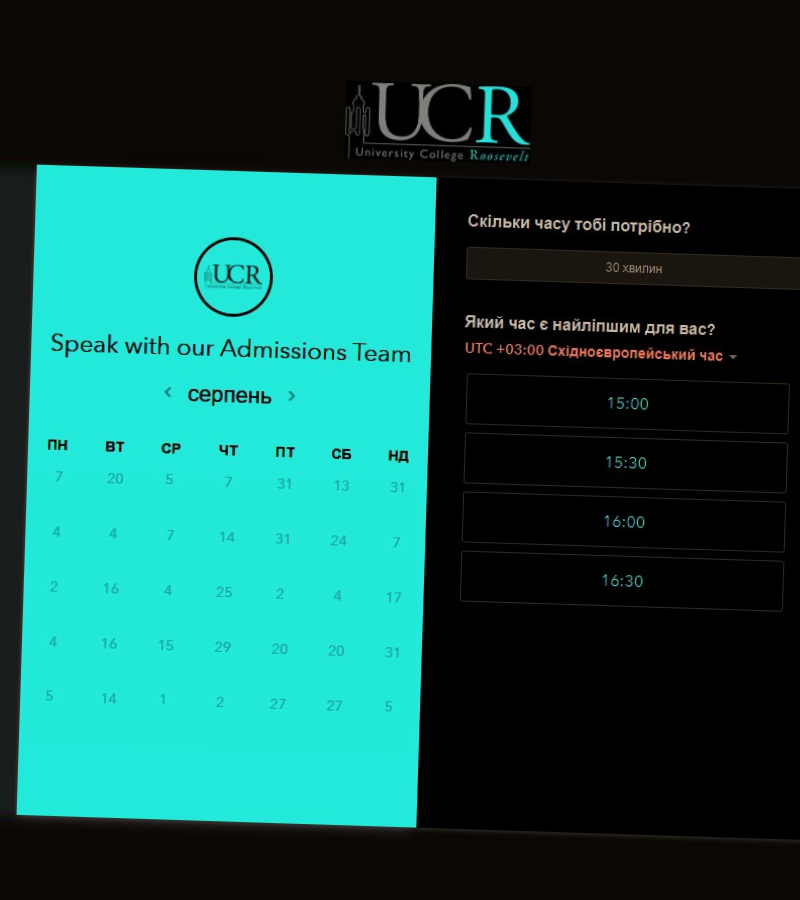 UCR
University College Roosevelt
UCR
University College Roosevelt
Speak with our Admissions Team
серпень
ПН ВТ СР ЧТ ПТ СБ НД
7 20 5 7 31 13 31
4 4 7 14 31 24 7
2 16 4 25 2 4 17
4 16 15 29 20 20 31
5 14 1 2 27 27 5
Скільки часу тобі потрібно?
30 хвилин
Який час є найліпшим для вас?
UTC +03:00 Східноєвропейський час
15:00
15:30
16:00
16:30